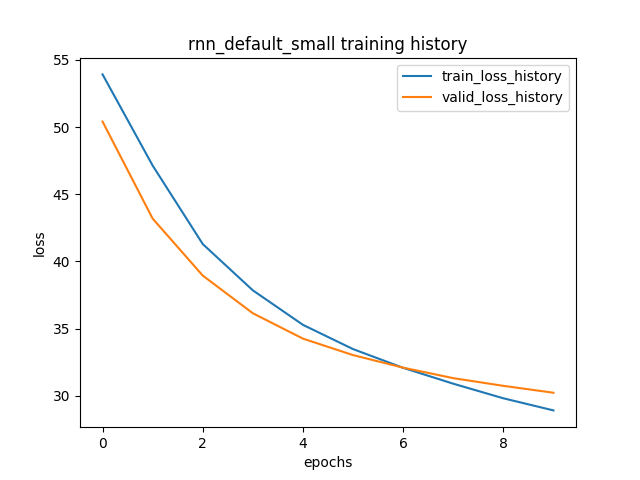 rnn_default_small training history
train_loss_history
valid_loss_history
55
50
45
40
35
30
loss
0 2 4 6 8
epochs